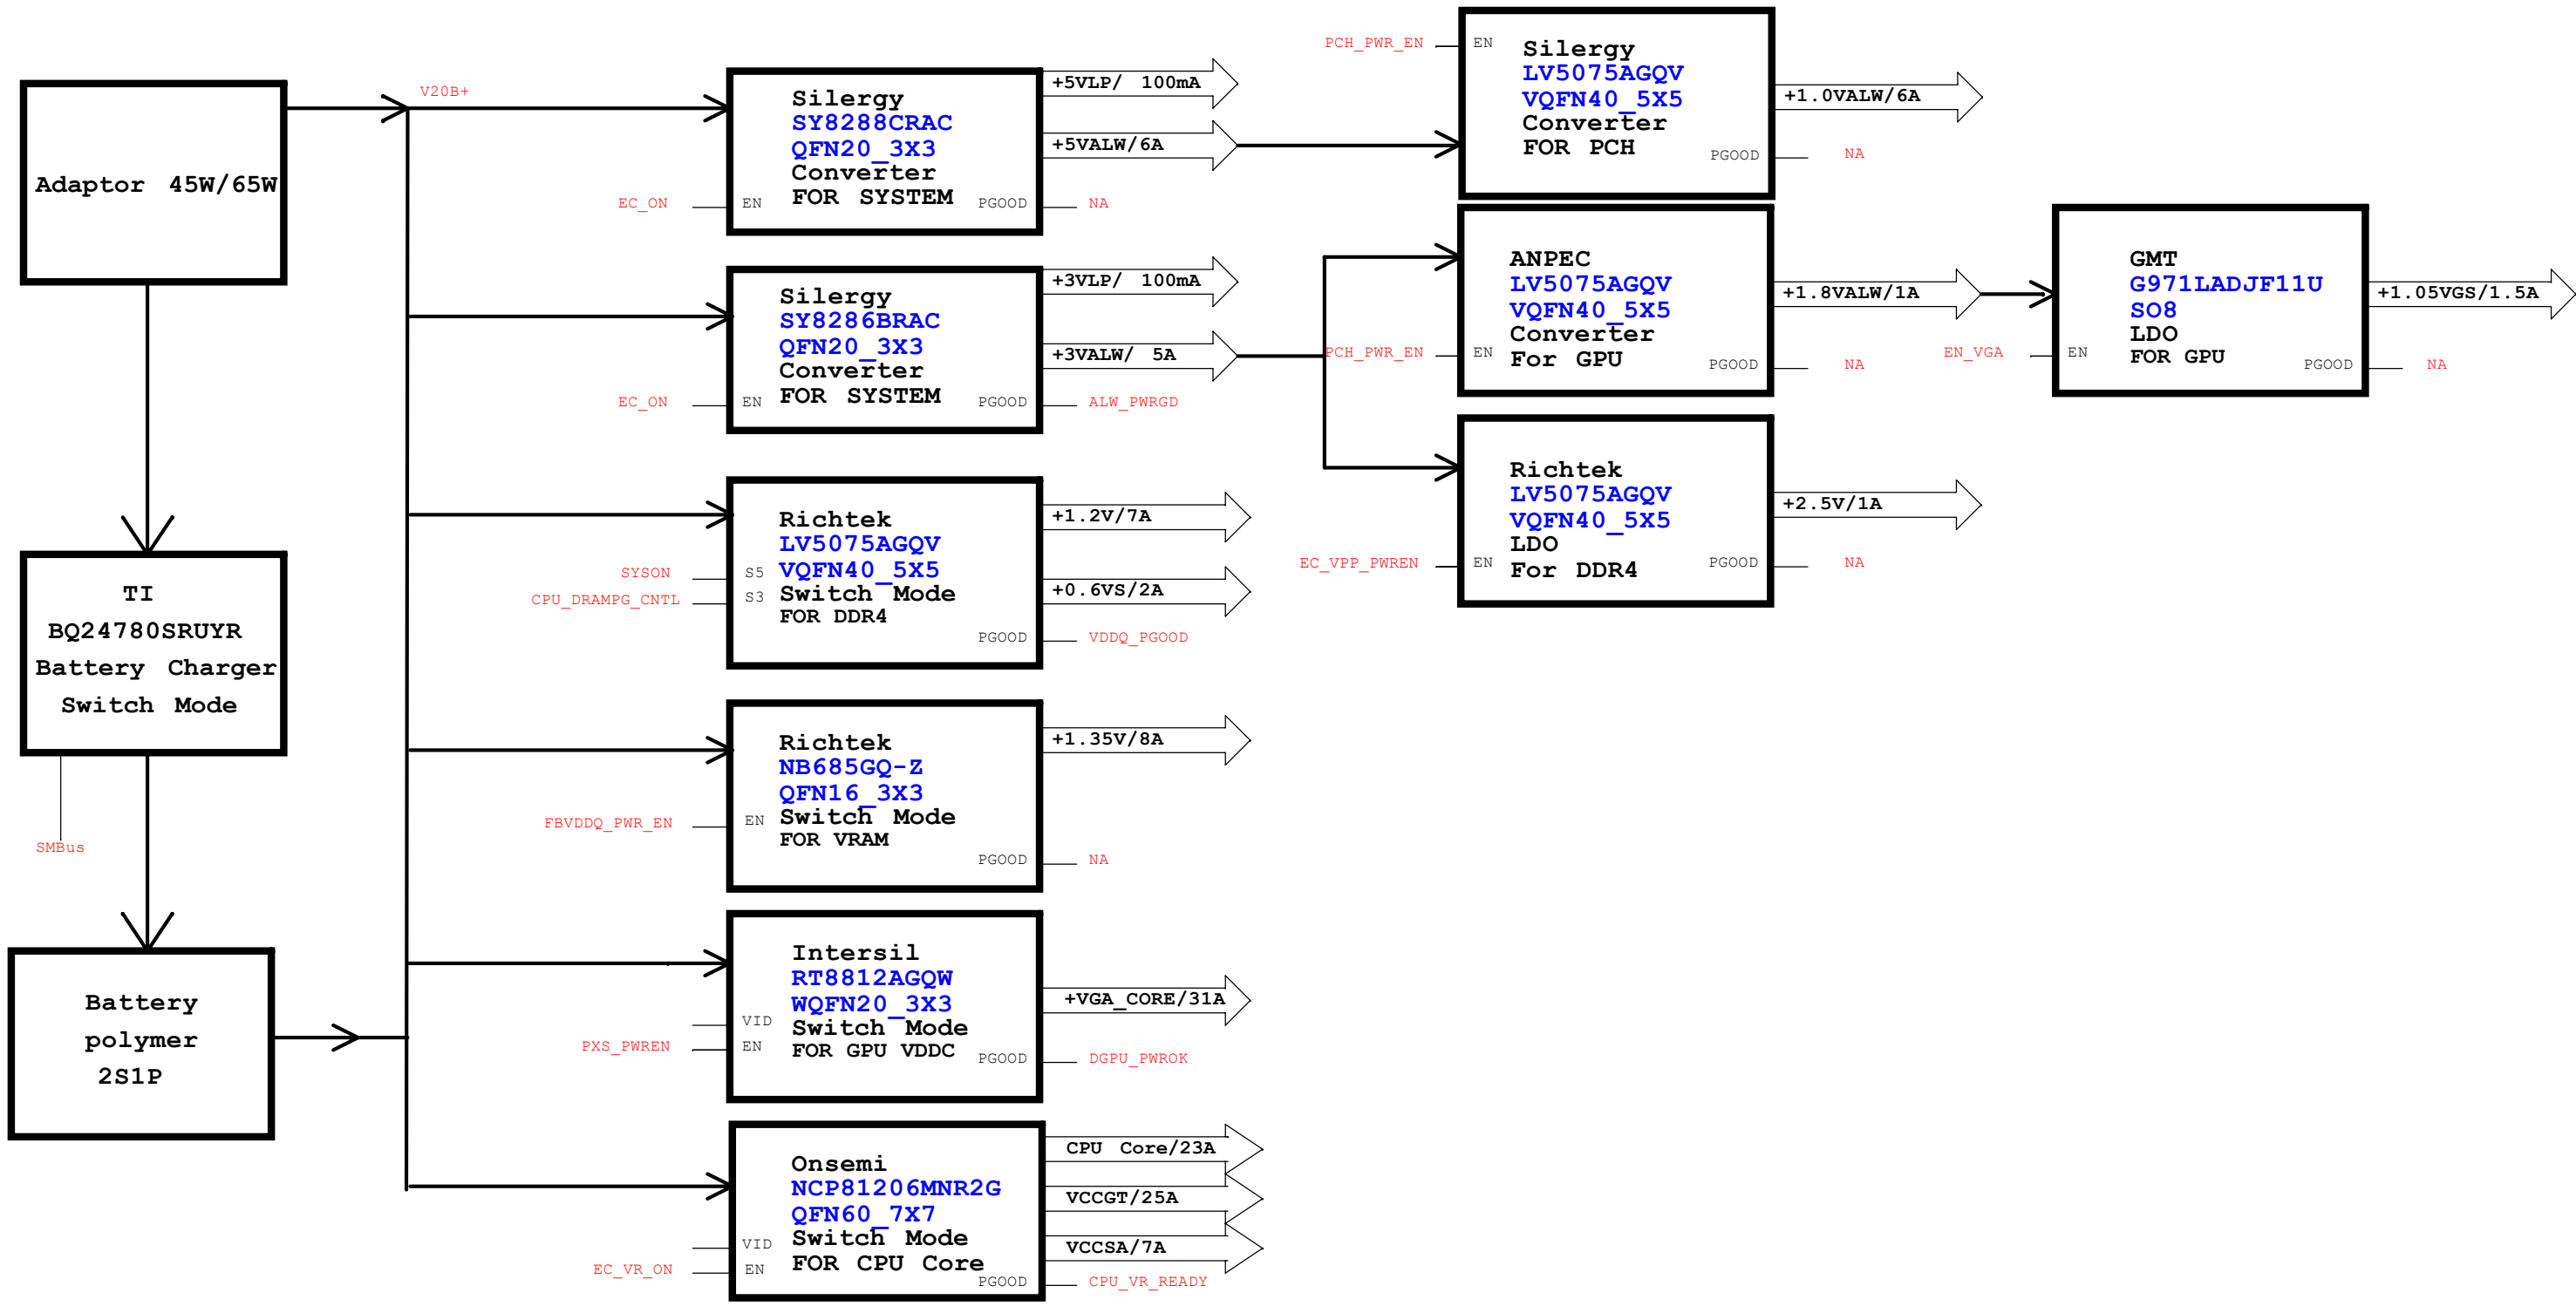 Adaptor 45W/65W
TI
BQ24780SRUYR
Battery Charger
Switch Mode
SMBus
Battery
polymer
2S1P
V20B+
Silergy
SY8288CRAC
QFN20_3X3
Converter
FOR SYSTEM
EC_ON
EN
PGOOD
NA
+5VLP/ 100mA
+5VALW/6A
Silergy
SY8286BRAC
QFN20_3X3
Converter
FOR SYSTEM
EC_ON
EN
PGOOD
ALW_PWRGD
+3VLP/ 100mA
+3VALW/ 5A
Richtek
LV5075AGQV
VQFN40_5X5
Switch Mode
FOR DDR4
SYSON
S5
CPU_DRAMPG_CNTL
S3
PGOOD
VDDQ_PGOOD
+1.2V/7A
+0.6VS/2A
Richtek
NB685GQ-Z
QFN16_3X3
Switch Mode
FOR VRAM
FBVDDQ_PWR_EN
EN
PGOOD
NA
+1.35V/8A
Intersil
RT8812AGQW
WQFN20_3X3
Switch Mode
FOR GPU VDDC
VID
PXS_PWREN
EN
PGOOD
DGPU_PWROK
+VGA_CORE/31A
Onsemi
NCP81206MNR2G
QFN60_7X7
Switch Mode
FOR CPU Core
VID
EC_VR_ON
EN
PGOOD
CPU_VR_READY
CPU Core/23A
VCCGT/25A
VCCSA/7A
PCH_PWR_EN
EN
Silergy
LV5075AGQV
VQFN40_5X5
Converter
FOR PCH
PGOOD
NA
+1.0VALW/6A
ANPEC
LV5075AGQV
VQFN40_5X5
Converter
For GPU
PCH_PWR_EN
EN
PGOOD
NA
+1.8VALW/1A
Richtek
LV5075AGQV
VQFN40_5X5
LDO
For DDR4
EC_VPP_PWREN
EN
PGOOD
NA
+2.5V/1A
GMT
G971LADJF11U
SO8
LDO
FOR GPU
EN_VGA
EN
PGOOD
NA
+1.05VGS/1.5A